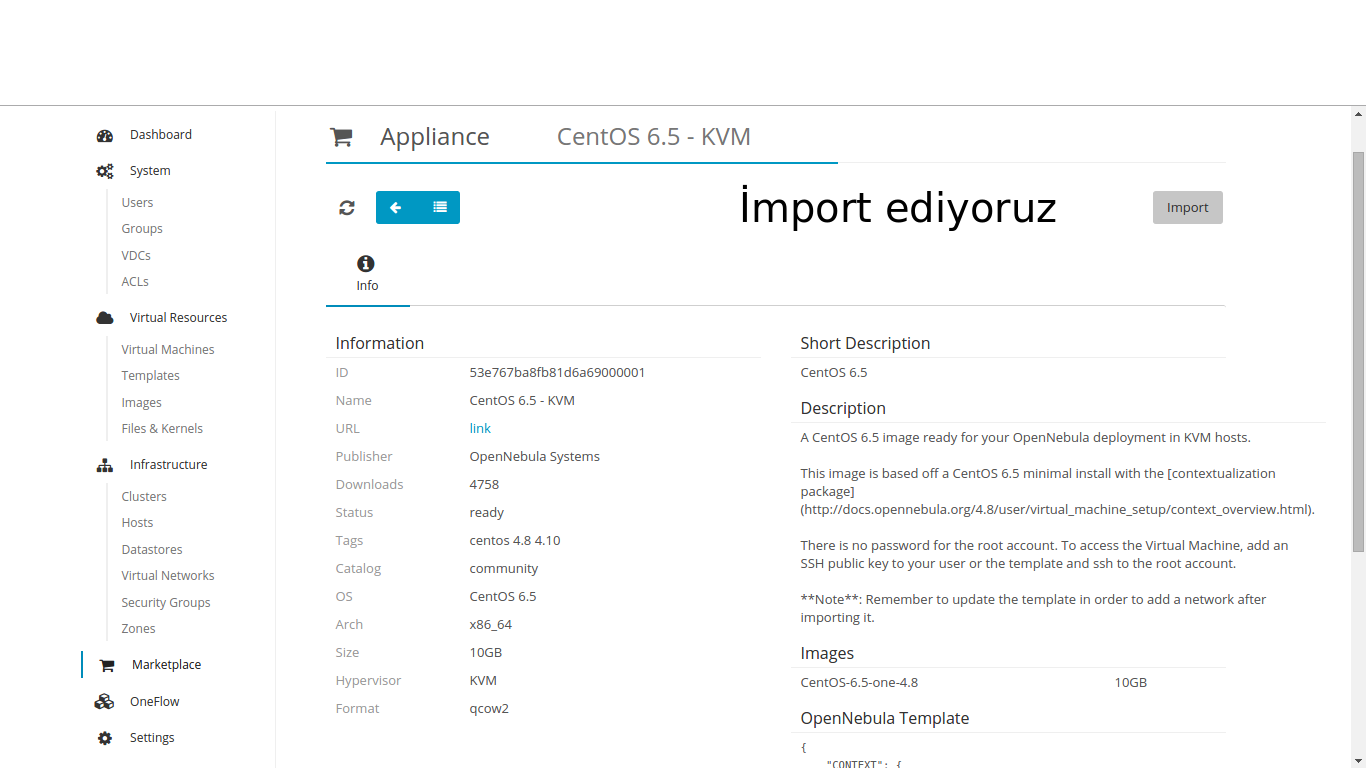 Dashboard
System
Users
Groups
VDCs
ACLs
Virtual Resources
Virtual Machines
Templates
Images
Files & Kernels
Infrastructure
Clusters
Hosts
Datastores
Virtual Networks
Security Groups
Zones
Marketplace
OneFlow
Settings
Appliance CentOS 6.5 - KVM
İmport ediyoruz
Import
Info
Information
ID 53e767ba8fb81d6a69000001
Name CentOS 6.5 - KVM
URL link
Publisher OpenNebula Systems
Downloads 4758
Status ready
Tags centos 4.8 4.10
Catalog community
OS CentOS 6.5
Arch x86_64
Size 10GB
Hypervisor KVM
Format qcow2
Short Description
CentOS 6.5
Description
A CentOS 6.5 image ready for your OpenNebula deployment in KVM hosts.
This image is based off a CentOS 6.5 minimal install with the [contextualization
package]
(http://docs.opennebula.org/4.8/user/virtual_machine_setup/context_overview.html).
There is no password for the root account. To access the Virtual Machine, add an
SSH public key to your user or the template and ssh to the root account.
**Note**: Remember to update the template in order to add a network after
importing it.
Images
CentOS-6.5-one-4.8 10GB
OpenNebula Template
{
"CONTEXT": {